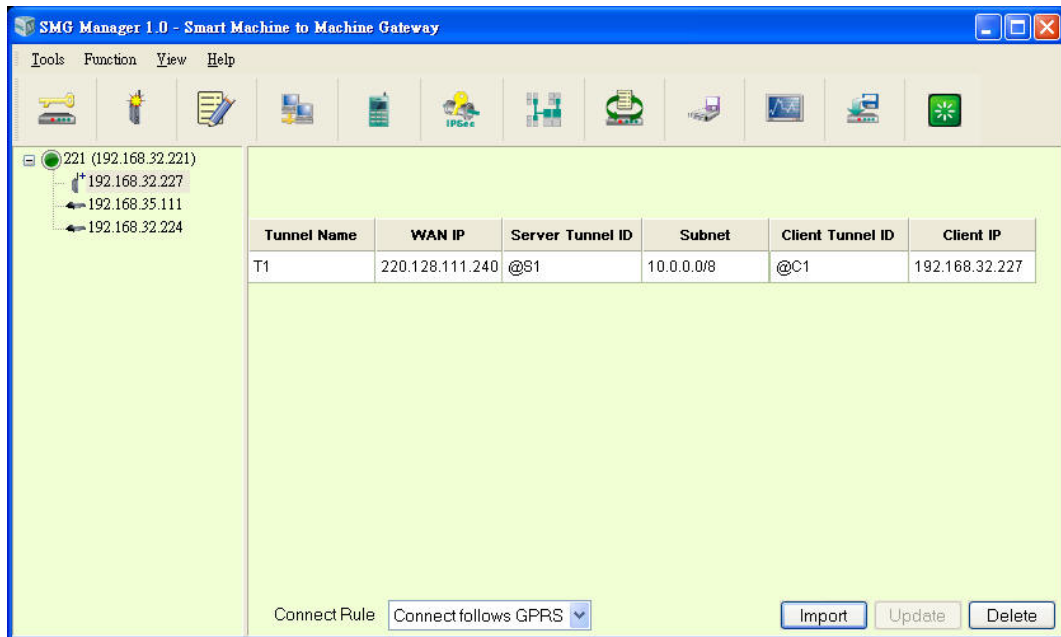 SMG Manager 1.0 - Smart Machine to Machine Gateway
Tools Function View Help
IPSec
221 (192.168.32.221)
192.168.32.227
192.168.35.111
192.168.32.224
Tunnel Name WAN IP Server Tunnel ID Subnet Client Tunnel ID Client IP
T1 220.128.111.240 @S1 10.0.0.0/8 @C1 192.168.32.227
Connect Rule Connect follows GPRS Import Update Delete